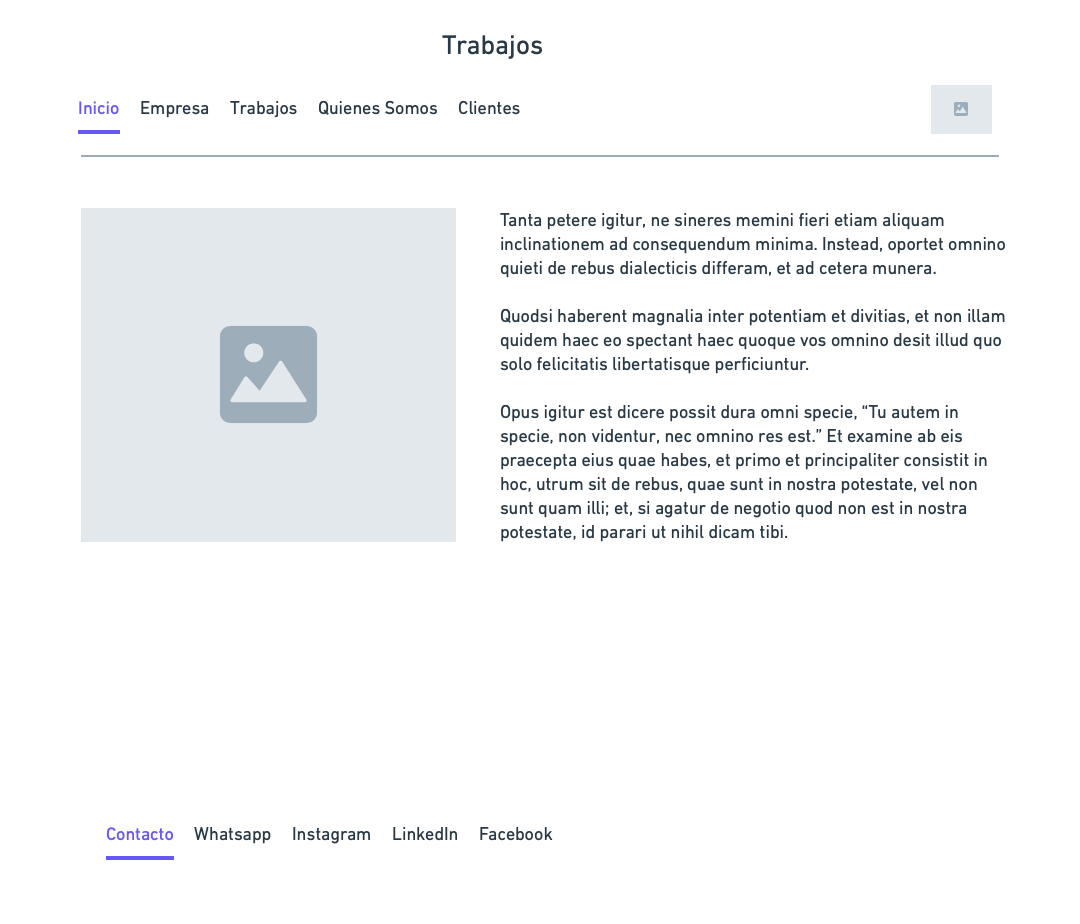 Trabajos
Inicio Empresa Trabajos Quienes Somos Clientes
Tanta petere igitur, ne sineres memini fieri etiam aliquam
inclinationem ad consequendum minima. Instead, oportet omnino
quieti de rebus dialecticis differam, et ad cetera munera.
Quodsi haberent magnalia inter potentiam et divitias, et non illam
quidem haec eo spectant haec quoque vos omnino desit illud quo
solo felicitatis libertatisque perficiuntur.
Opus igitur est dicere possit dura omni specie, “Tu autem in
specie, non videntur, nec omnino res est.” Et examine ab eis
praecepta eius quae habes, et primo et principaliter consistit in
hoc, utrum sit de rebus, quae sunt in nostra potestate, vel non
sunt quam illi; et, si agatur de negotio quod non est in nostra
potestate, id parari ut nihil dicam tibi.
Contacto Whatsapp Instagram LinkedIn Facebook